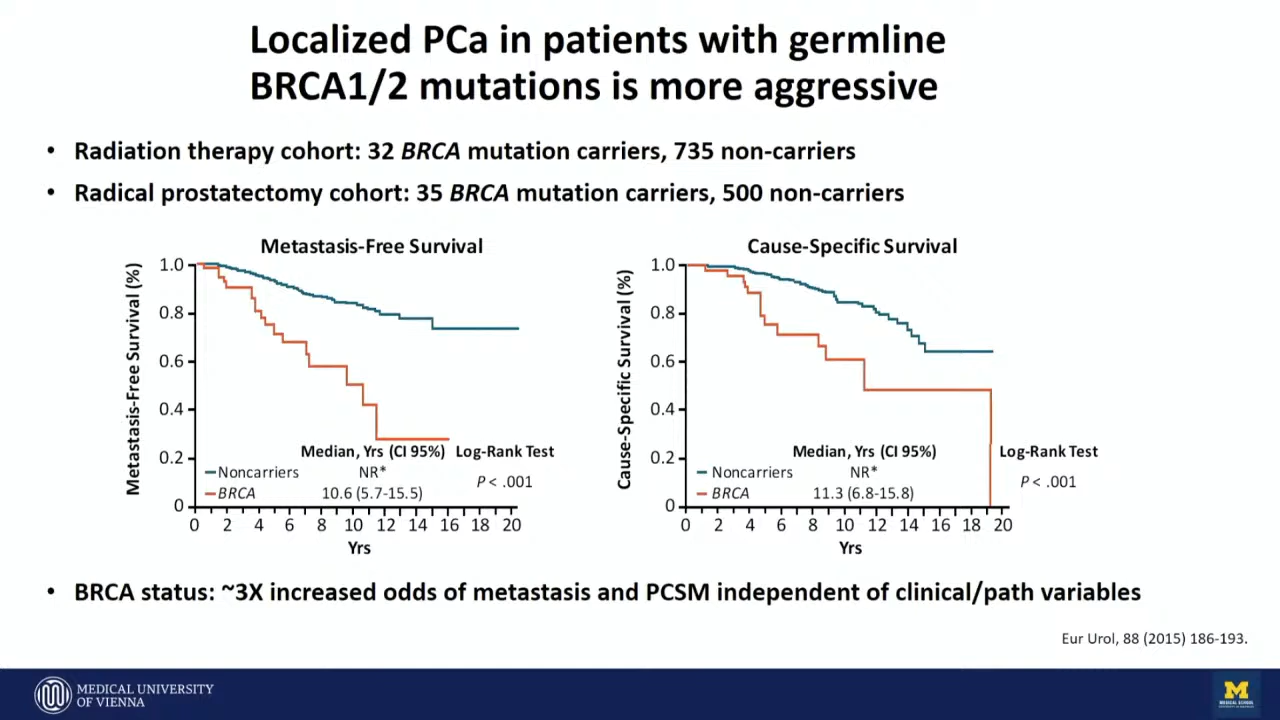 Localized PCa in patients with germline
BRCA1/2 mutations is more aggressive
• Radiation therapy cohort: 32 BRCA mutation carriers, 735 non-carriers
• Radical prostatectomy cohort: 35 BRCA mutation carriers, 500 non-carriers
Metastasis-Free Survival
Metastasis-Free Survival (%)
1.0
0.8
0.6
0.4
0.2
0
Median, Yrs (CI 95%) Log-Rank Test
Noncarriers NR*
BRCA 10.6 (5.7-15.5)
P < .001
0 2 4 6 8 10 12 14 16 18 20
Yrs
Cause-Specific Survival
Cause-Specific Survival (%)
1.0
0.8
0.6
0.4
0.2
0
Median, Yrs (CI 95%) Log-Rank Test
Noncarriers NR*
BRCA 11.3 (6.8-15.8)
P < .001
0 2 4 6 8 10 12 14 16 18 20
Yrs
• BRCA status: ~3X increased odds of metastasis and PCSM independent of clinical/path variables
Eur Urol, 88 (2015) 186-193.
MEDICAL UNIVERSITY
OF VIENNA
M
MEDICAL SCHOOL